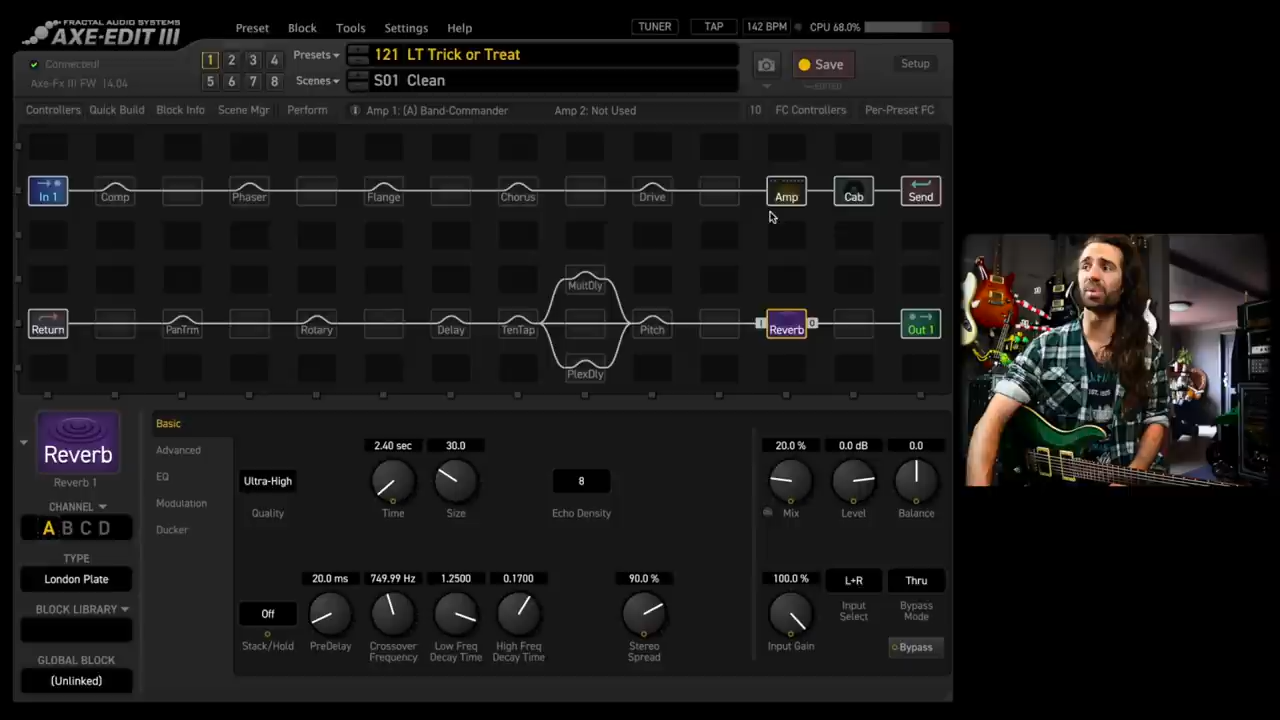 FRACTAL AUDIO SYSTEMS
AXE-EDIT III
Preset Block Tools Settings Help
TUNER TAP 142 BPM CPU 68.0%
Connected!
Axe-Fx III FW 14.04
1 2 3 4
5 6 7 8
Presets
121 LT Trick or Treat
Scenes
S01 Clean
Save
edited
Setup
Controllers Quick Build Block Info Scene Mgr Perform
Amp 1: (A) Band-Commander Amp 2: Not Used
10 FC Controllers Per-Preset FC
In 1 Comp Phaser Flange Chorus Drive Amp Cab Send
MultDly
Return PanTrm Rotary Delay TenTap Pitch I Reverb O Out 1
PlexDly
Reverb
Reverb 1
CHANNEL
A B C D
TYPE
London Plate
BLOCK LIBRARY
GLOBAL BLOCK
(Unlinked)
Basic
Advanced
EQ
Modulation
Ducker
2.40 sec 30.0 20.0 % 0.0 dB 0.0
Ultra-High 8
Quality Time Size Echo Density Mix Level Balance
20.0 ms 749.99 Hz 1.2500 0.1700 90.0 % 100.0 % L+R Thru
Off
Stack/Hold PreDelay Crossover Frequency Low Freq Decay Time High Freq Decay Time Stereo Spread Input Gain Input Select Bypass Mode
Bypass